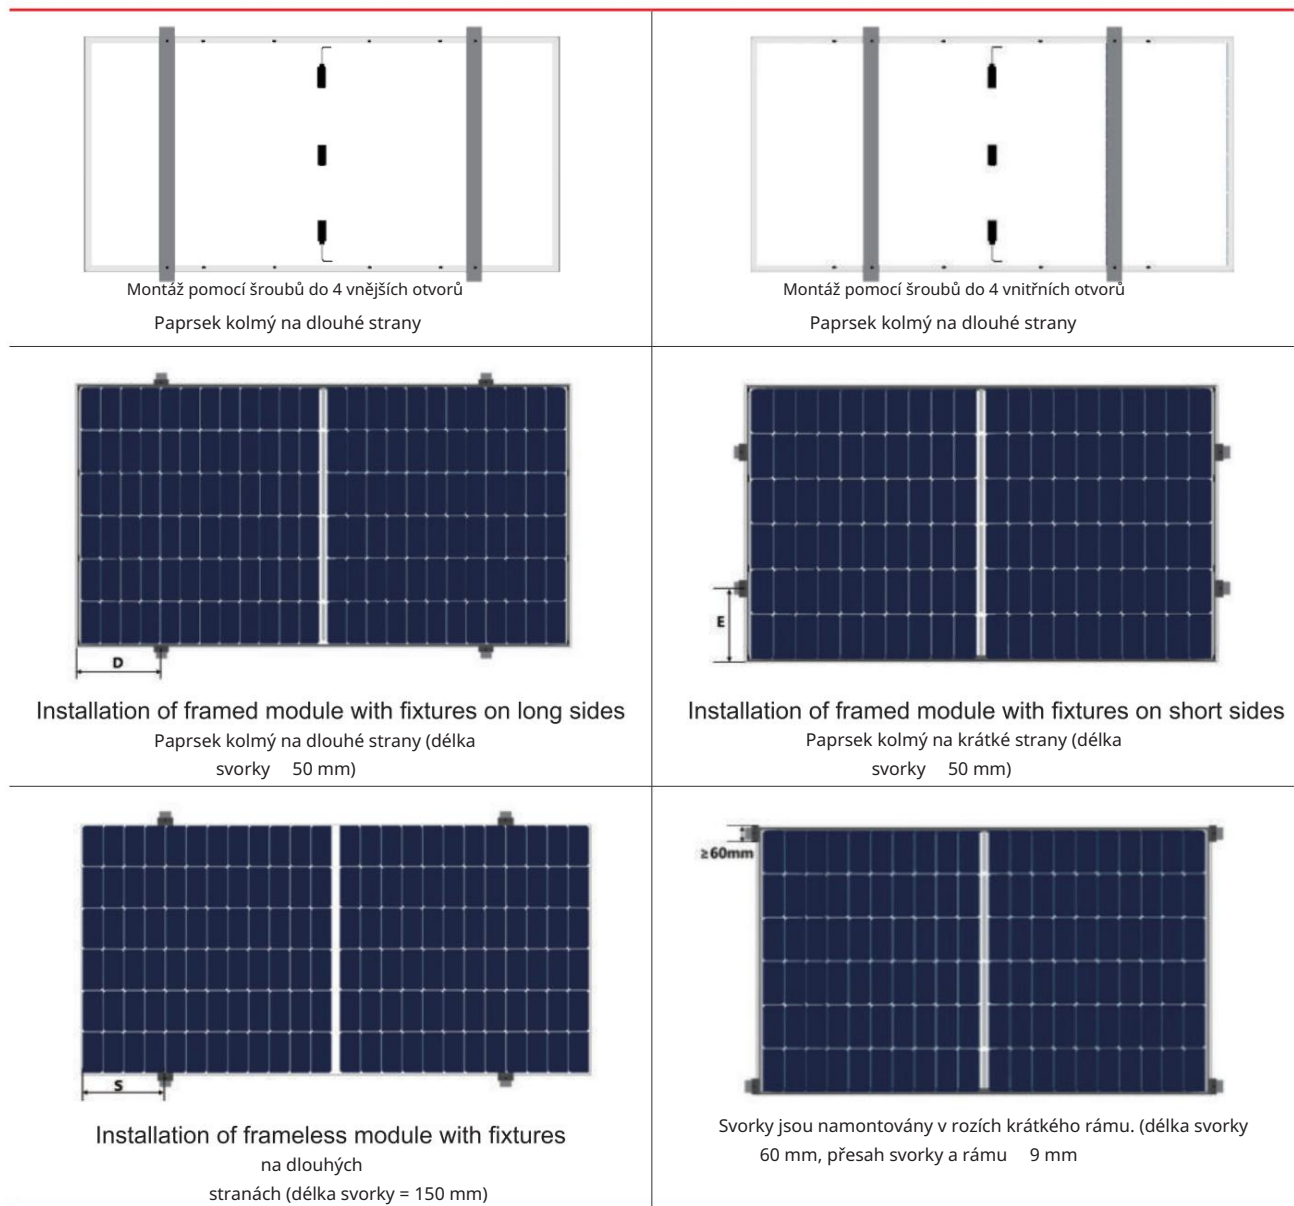 Montáž pomocí šroubů do 4 vnějších otvorů
Paprsek kolmý na dlouhé strany
Montáž pomocí šroubů do 4 vnitřních otvorů
Paprsek kolmý na dlouhé strany
D
Installation of framed module with fixtures on long sides
Paprsek kolmý na dlouhé strany (délka
svorky 50 mm)
E
Installation of framed module with fixtures on short sides
Paprsek kolmý na krátké strany (délka
svorky 50 mm)
S
Installation of frameless module with fixtures
na dlouhých
stranách (délka svorky = 150 mm)
≥60mm
Svorky jsou namontovány v rozích krátkého rámu. (délka svorky
60 mm, přesah svorky a rámu 9 mm